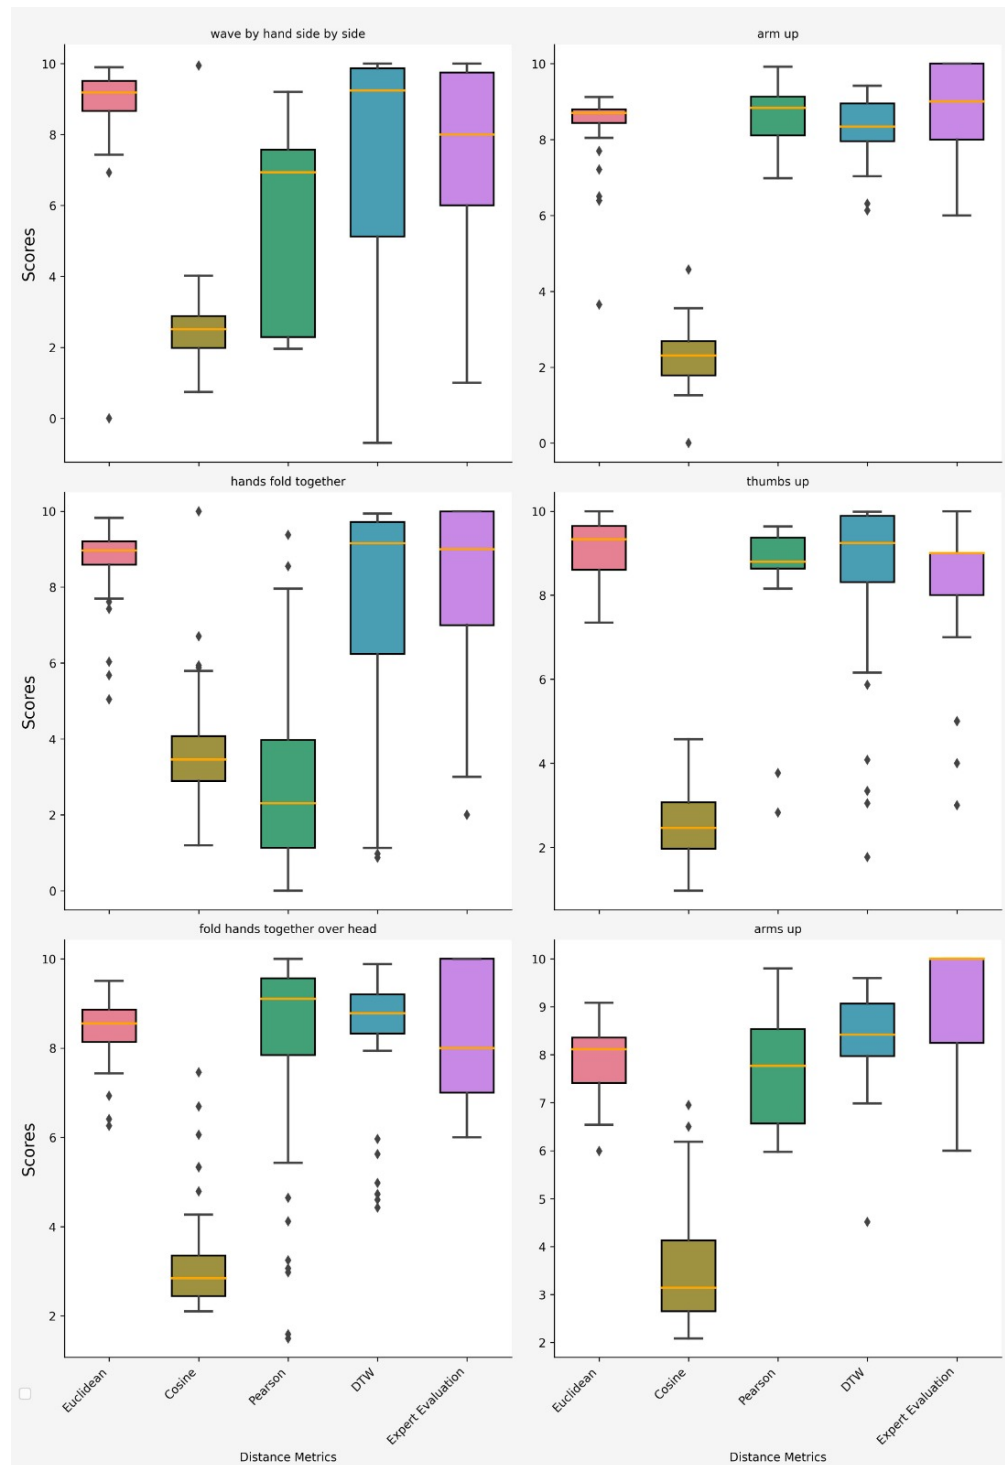 wave by hand side by side
arm up
10
8
6
4
2
0
Scores
10
8
6
4
2
0
hands fold together
thumbs up
10
8
6
4
2
0
Scores
10
8
6
4
2
fold hands together over head
arms up
10
8
6
4
2
Scores
10
9
8
7
6
5
4
3
2
Euclidean
Cosine
Pearson
DTW
Expert Evaluation
Distance Metrics
Euclidean
Cosine
Pearson
DTW
Expert Evaluation
Distance Metrics